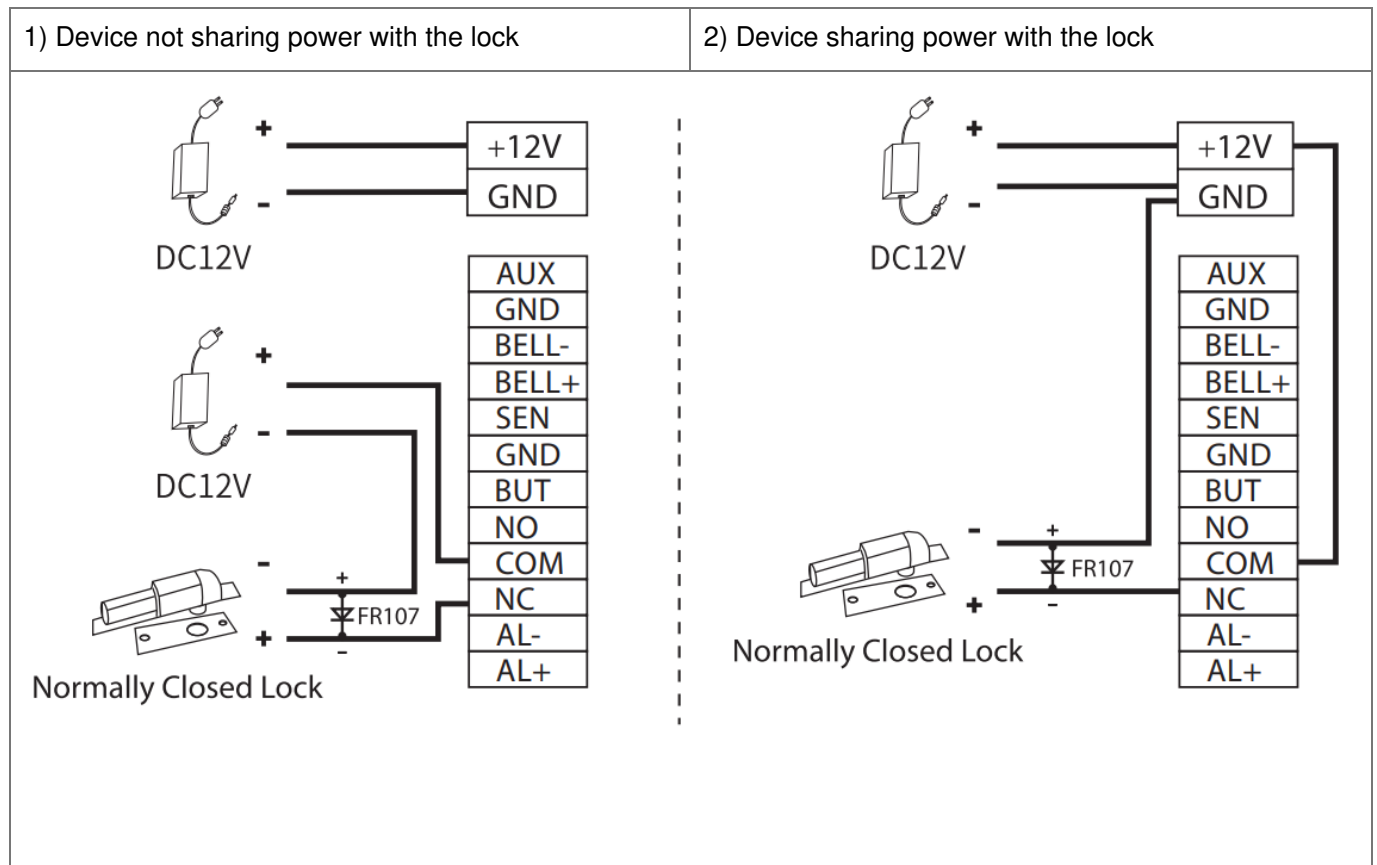 1) Device not sharing power with the lock
2) Device sharing power with the lock
+
-
DC12V
+12V
GND
+
-
DC12V
-
+
+
FR107
-
Normally Closed Lock
AUX
GND
BELL-
BELL+
SEN
GND
BUT
NO
COM
NC
AL-
AL+
+
-
DC12V
+12V
GND
-
+
+
FR107
-
Normally Closed Lock
AUX
GND
BELL-
BELL+
SEN
GND
BUT
NO
COM
NC
AL-
AL+